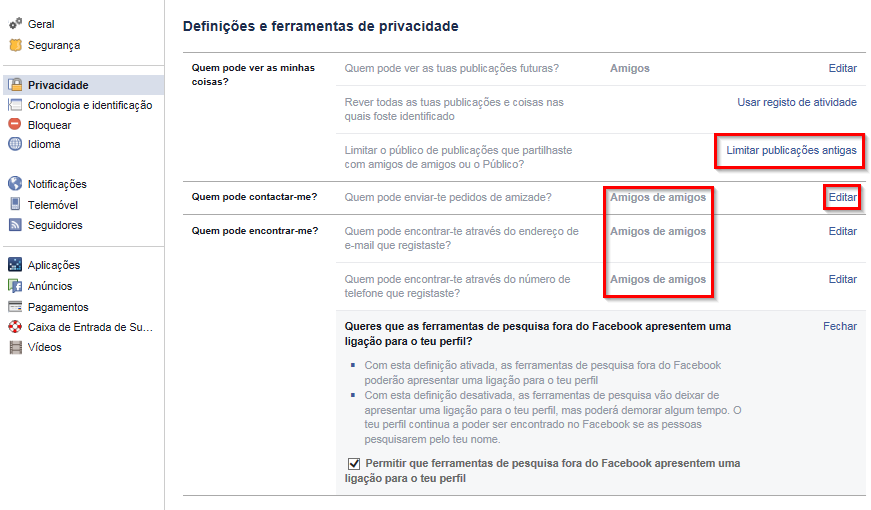 Geral
Segurança
Privacidade
Cronologia e identificação
Bloquear
Idioma
Notificações
Telemóvel
Seguidores
Aplicações
Anúncios
Pagamentos
Caixa de Entrada de Su...
Vídeos
Definições e ferramentas de privacidade
Quem pode ver as minhas
coisas?
Quem pode ver as tuas publicações futuras?
Amigos
Editar
Rever todas as tuas publicações e coisas nas
quais foste identificado
Usar registo de atividade
Limitar o público de publicações que partilhaste
com amigos de amigos ou o Público?
Limitar publicações antigas
Quem pode contactar-me?
Quem pode enviar-te pedidos de amizade?
Amigos de amigos
Editar
Quem pode encontrar-me?
Quem pode encontrar-te através do endereço de
e-mail que registaste?
Amigos de amigos
Editar
Quem pode encontrar-te através do número de
telefone que registaste?
Amigos de amigos
Editar
Queres que as ferramentas de pesquisa fora do Facebook apresentem uma
ligação para o teu perfil?
Fechar
Com esta definição ativada, as ferramentas de pesquisa fora do Facebook
poderão apresentar uma ligação para o teu perfil
Com esta definição desativada, as ferramentas de pesquisa vão deixar de
apresentar uma ligação para o teu perfil, mas poderá demorar algum tempo. O
teu perfil continua a poder ser encontrado no Facebook se as pessoas
pesquisarem pelo teu nome.
Permitir que ferramentas de pesquisa fora do Facebook apresentem uma
ligação para o teu perfil